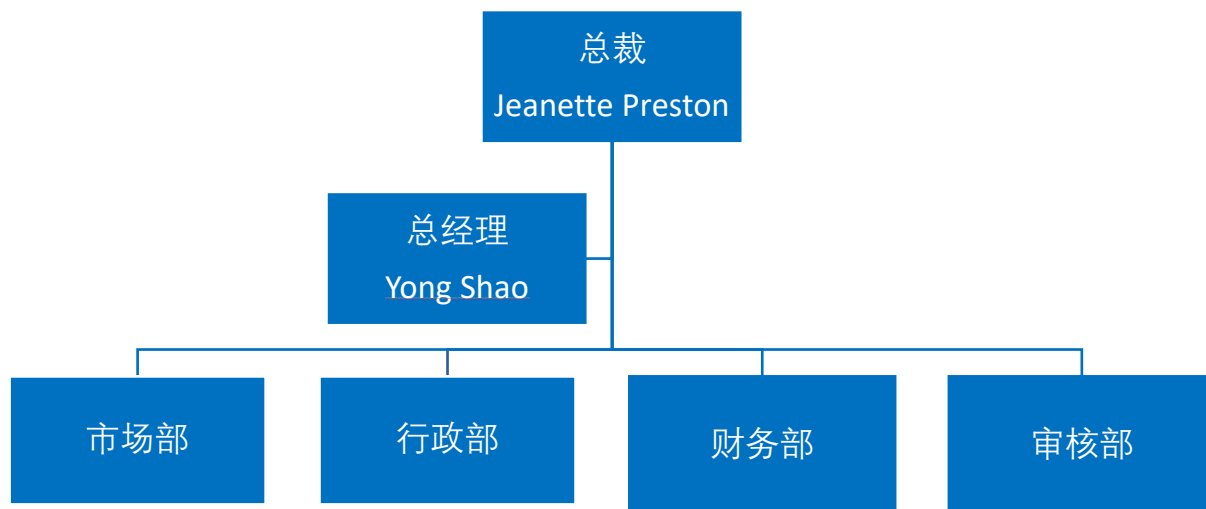 总裁
Jeanette Preston
总经理
Yong Shao
市场部
行政部
财务部
审核部